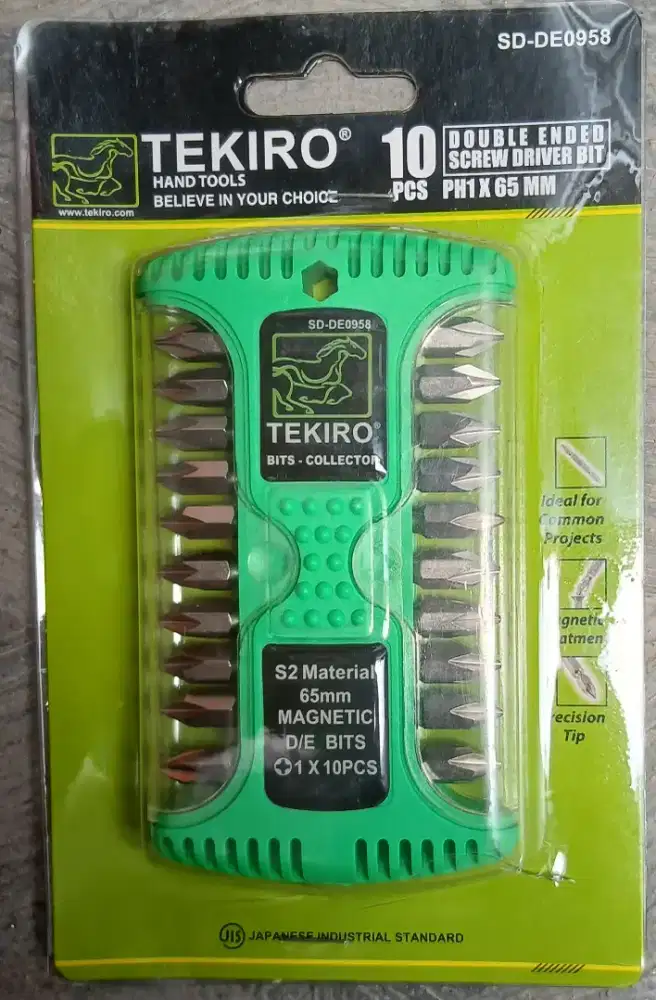 SD-DE0958
TEKIRO®
HAND TOOLS
BELIEVE IN YOUR CHOICE
www.tekiro.com
10
PCS
DOUBLE ENDED
SCREW DRIVER BIT
PH1 X 65 MM
SD-DE0958
TEKIRO®
BITS - COLLECTOR
Ideal for
Common
Projects
S2 Material
65mm
MAGNETIC
D/E BITS
1 X 10PCS
Tip
JIS JAPANESE INDUSTRIAL STANDARD